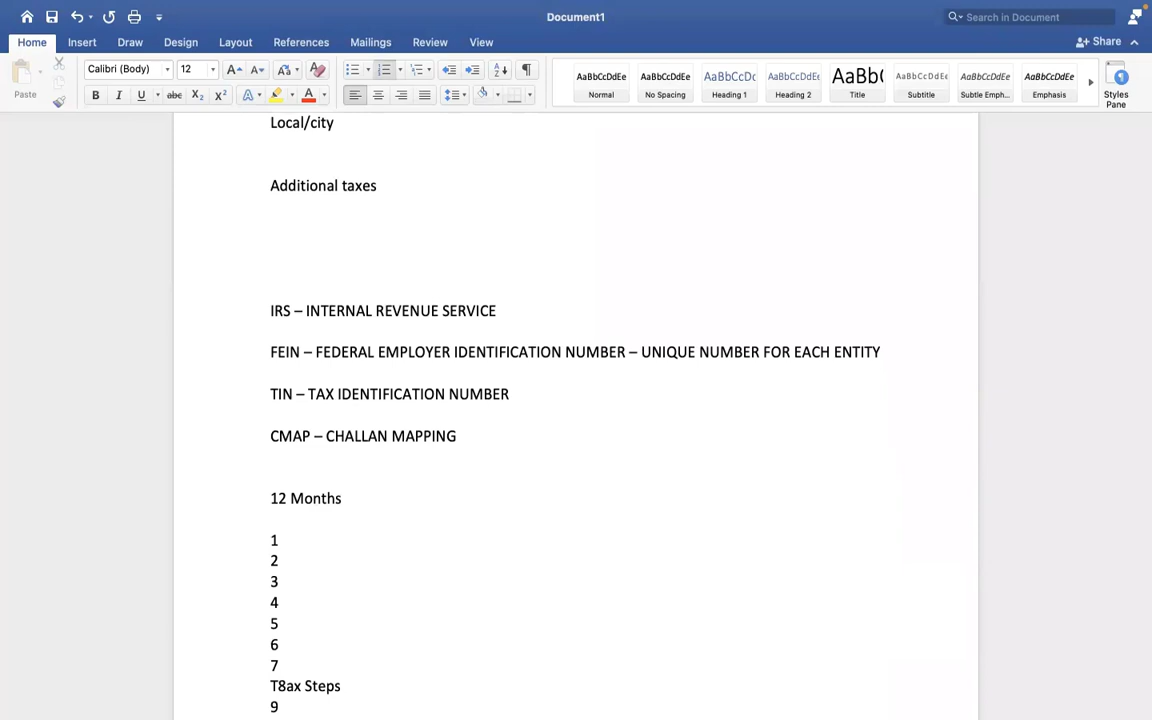 Document1
Search in Document
Home Insert Draw Design Layout References Mailings Review View
Share
Paste
Calibri (Body) 12
AaBbCcDdEe AaBbCcDdEe AaBbCcDc AaBbCcDdEe AaBb( AaBbCcDdEe AaBbCcDdEe AaBbCcDdEe
Normal No Spacing Heading 1 Heading 2 Title Subtitle Subtle Emph... Emphasis
Styles
Pane
Local/city
Additional taxes
IRS – INTERNAL REVENUE SERVICE
FEIN – FEDERAL EMPLOYER IDENTIFICATION NUMBER – UNIQUE NUMBER FOR EACH ENTITY
TIN – TAX IDENTIFICATION NUMBER
CMAP – CHALLAN MAPPING
12 Months
1
2
3
4
5
6
7
T8ax Steps
9